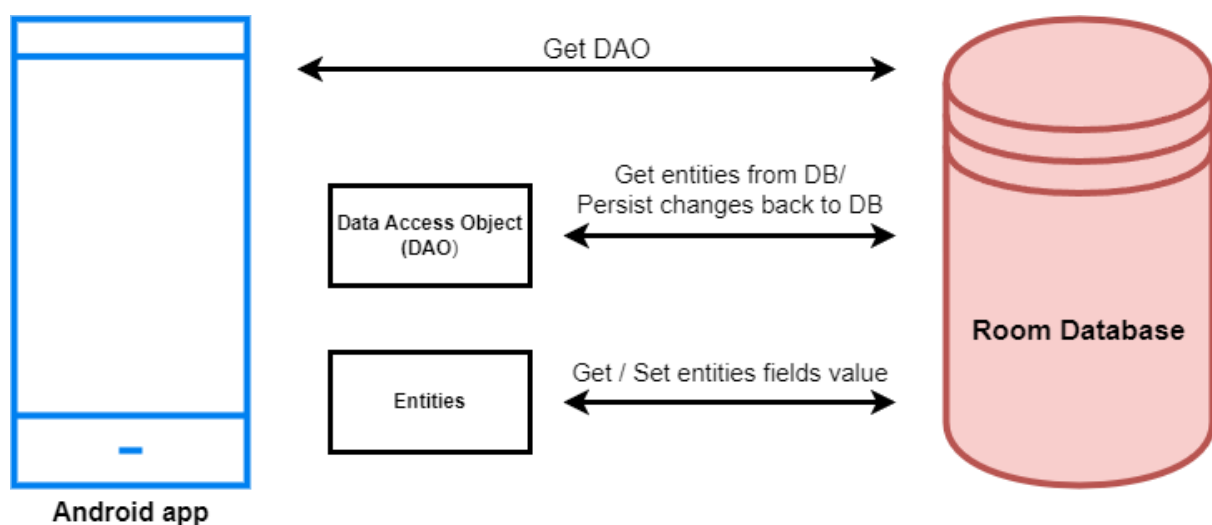 Get DAO
Get entities from DB/
Persist changes back to DB
Data Access Object
(DAO)
Room Database
Get / Set entities fields value
Entities
Android app